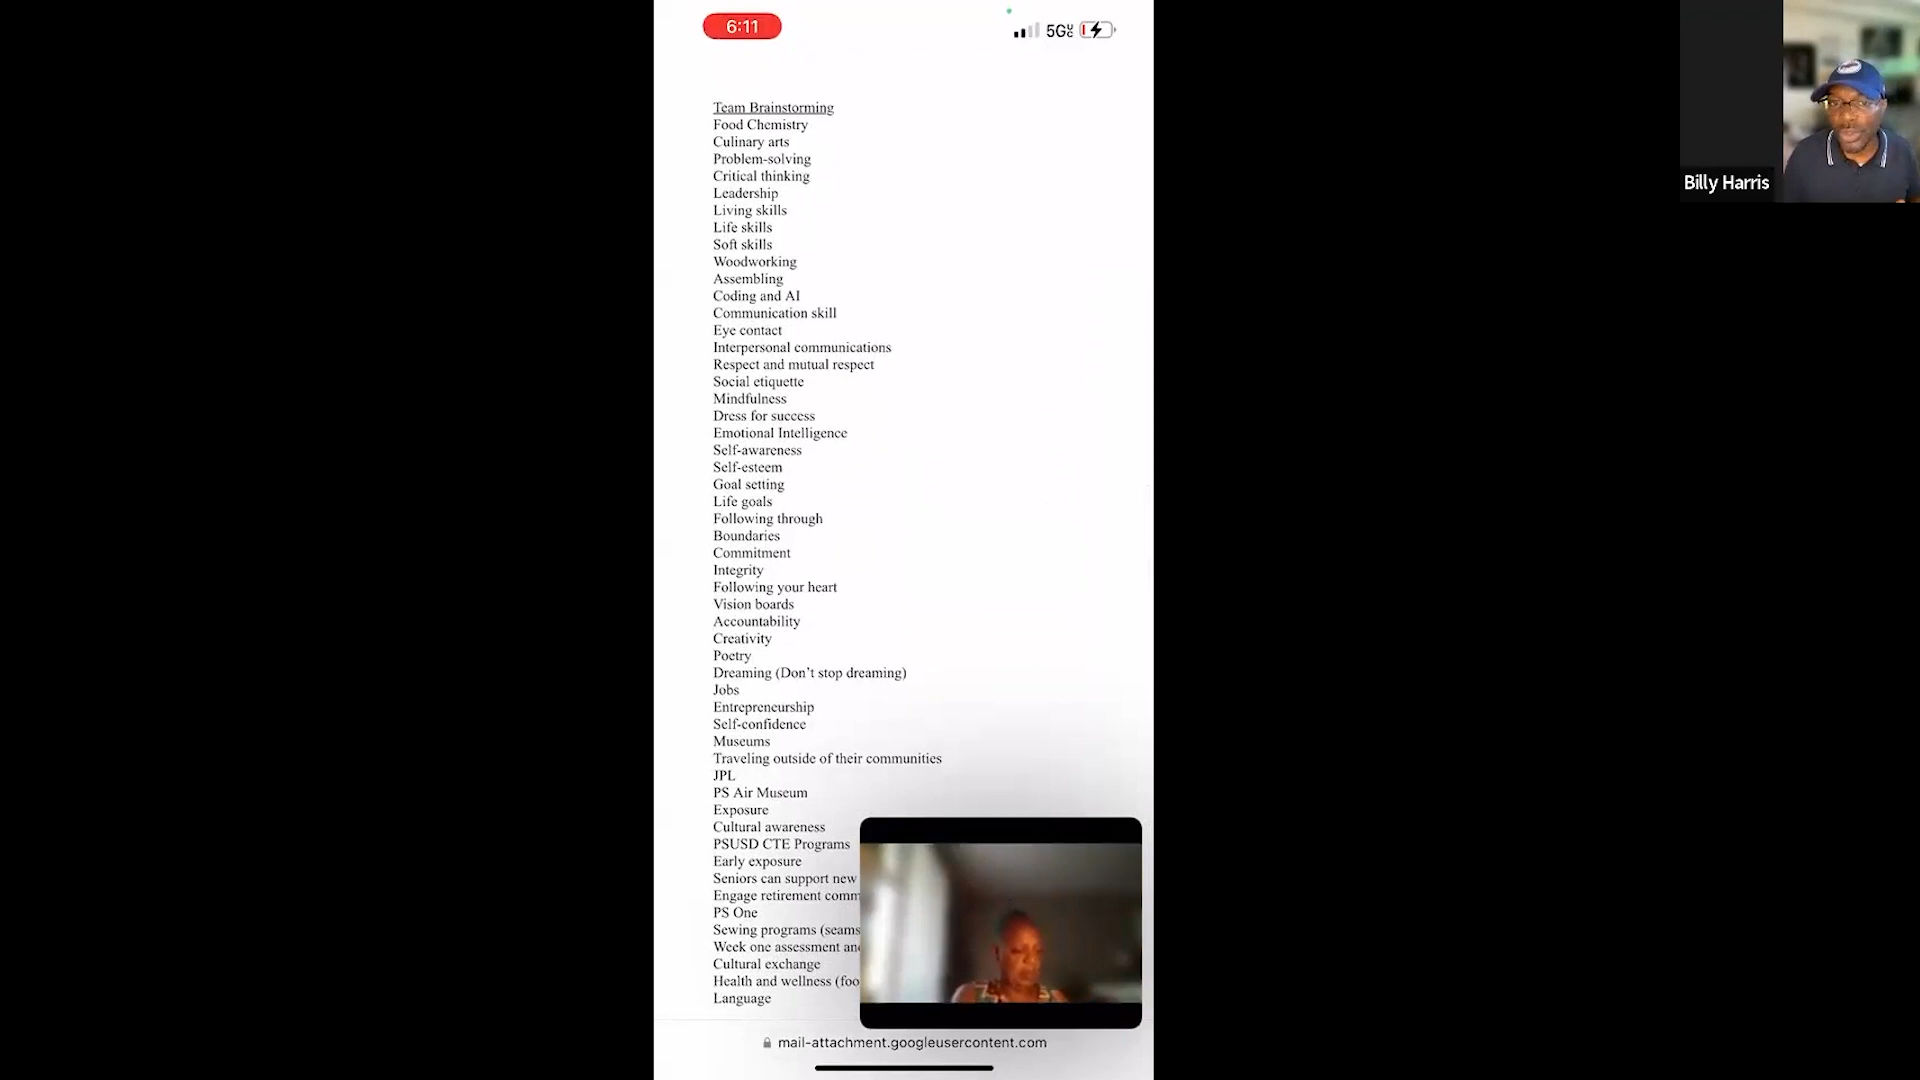 6:11
5G
Team Brainstorming
Food Chemistry
Culinary arts
Problem-solving
Critical thinking
Leadership
Living skills
Life skills
Soft skills
Woodworking
Assembling
Coding and AI
Communication skill
Eye contact
Interpersonal communications
Respect and mutual respect
Social etiquette
Mindfulness
Dress for success
Emotional Intelligence
Self-awareness
Self-esteem
Goal setting
Life goals
Following through
Boundaries
Commitment
Integrity
Following your heart
Vision boards
Accountability
Creativity
Poetry
Dreaming (Don't stop dreaming)
Jobs
Entrepreneurship
Self-confidence
Museums
Traveling outside of their communities
JPL
PS Air Museum
Exposure
Cultural awareness
PSUSD CTE Programs
Early exposure
Seniors can support new
Engage retirement comm
PS One
Sewing programs (seams
Week one assessment an
Cultural exchange
Health and wellness (foo
Language
mail-attachment.googleusercontent.com
Billy Harris